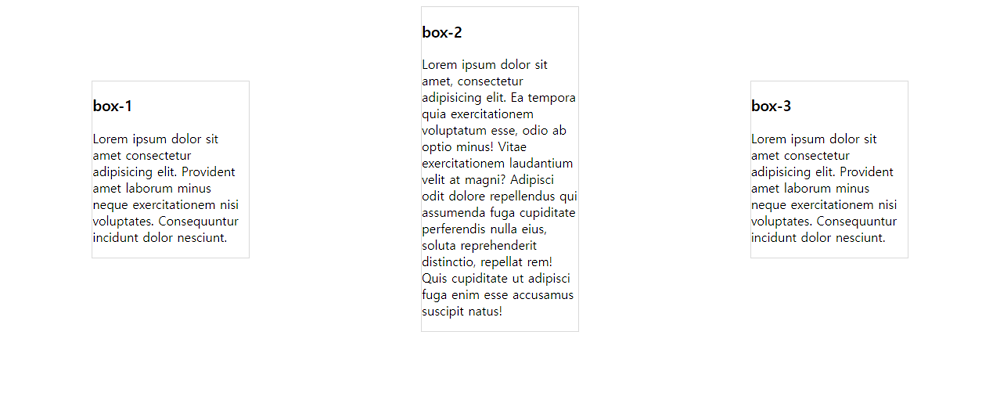 box-1
Lorem ipsum dolor sit
amet consectetur
adipisicing elit. Provident
amet laborum minus
neque exercitationem nisi
voluptates. Consequuntur
incidunt dolor nesciunt.
box-2
Lorem ipsum dolor sit
amet, consectetur
adipisicing elit. Ea tempora
quia exercitationem
voluptatum esse, odio ab
optio minus! Vitae
exercitationem laudantium
velit at magni? Adipisci
odit dolore repellendus qui
assumenda fuga cupiditate
perferendis nulla eius,
soluta reprehenderit
distinctio, repellat rem!
Quis cupiditate ut adipisci
fuga enim esse accusamus
suscipit natus!
box-3
Lorem ipsum dolor sit
amet consectetur
adipisicing elit. Provident
amet laborum minus
neque exercitationem nisi
voluptates. Consequuntur
incidunt dolor nesciunt.